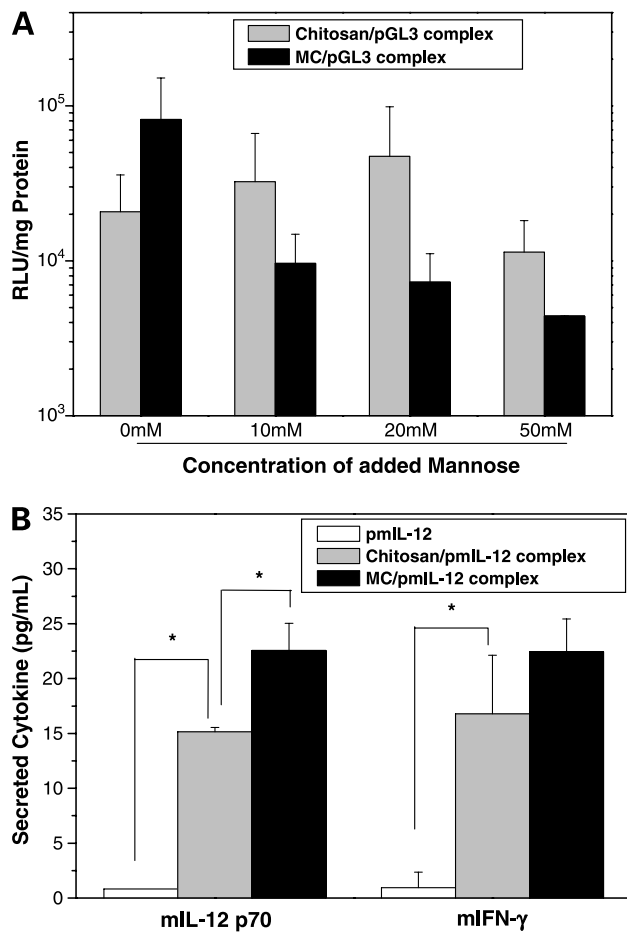 A
Chitosan/pGL3 complex
MC/pGL3 complex
RLU/mg Protein
10^5
10^4
10^3
0mM 10mM 20mM 50mM
Concentration of added Mannose
B
pmIL-12
Chitosan/pmIL-12 complex
MC/pmIL-12 complex
Secreted Cytokine (pg/mL)
35
30
25
20
15
10
5
0
* * *
mIL-12 p70 mIFN-γ